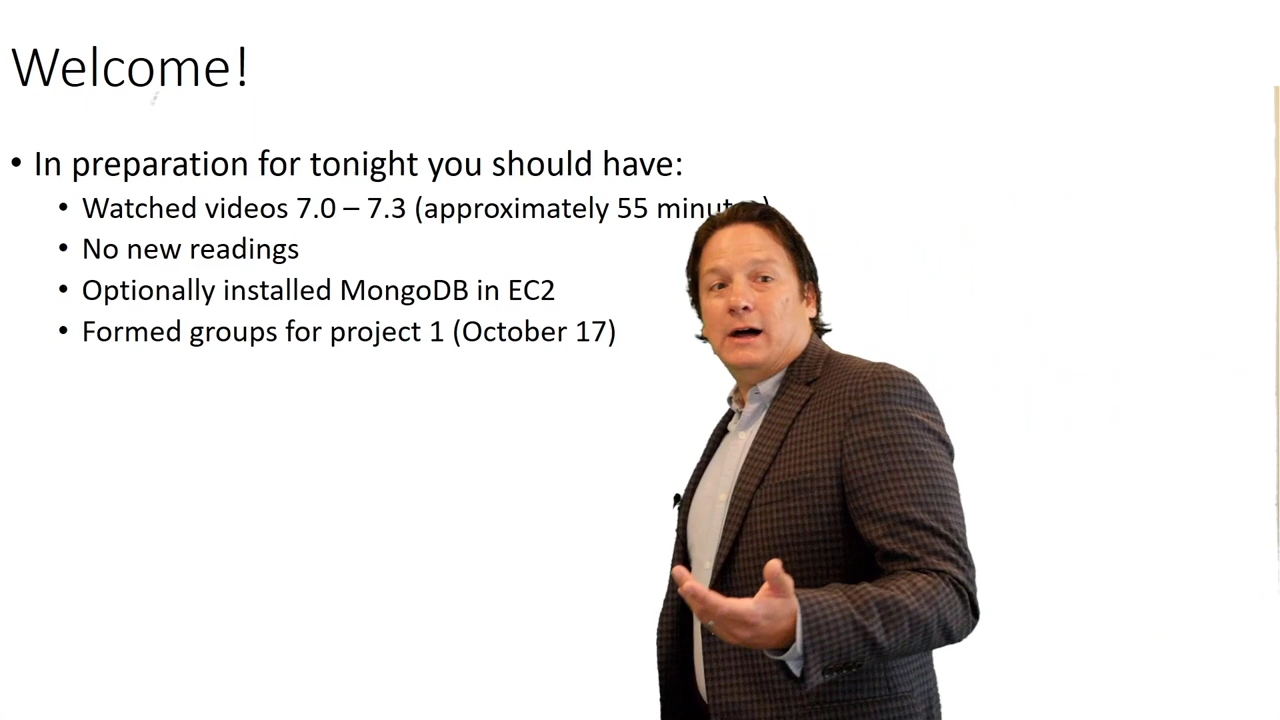 Welcome!
• In preparation for tonight you should have:
• Watched videos 7.0 – 7.3 (approximately 55 minutes)
• No new readings
• Optionally installed MongoDB in EC2
• Formed groups for project 1 (October 17)